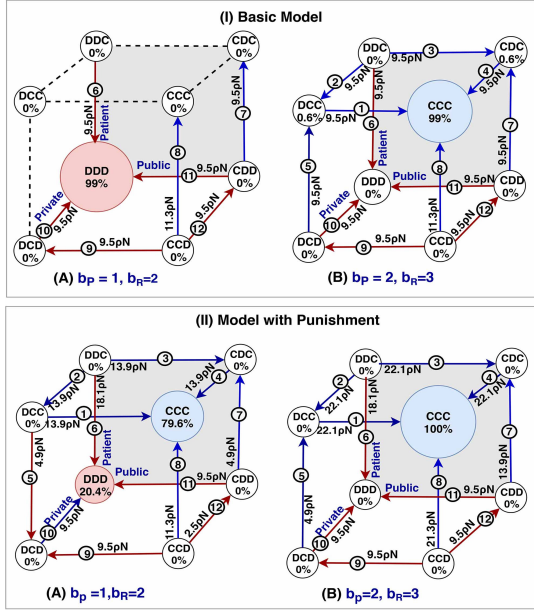 (I) Basic Model
DDC
0%
CDC
0%
DCC
0%
CCC
0%
6
9.5ρN
Patient
8
11.3ρN
7
9.5ρN
DDD
99%
Public
11
9.5ρN
CDD
0%
Private
10
9.5ρN
12
9.5ρN
DCD
0%
9
9.5ρN
CCD
0%
(A) bP = 1, bR=2
DDC
0%
3
9.5ρN
CDC
0.6%
2
9.5ρN
4
9.5ρN
DCC
0.6%
1
9.5ρN
CCC
99%
6
9.5ρN
Patient
5
9.5ρN
8
11.3ρN
7
9.5ρN
DDD
0%
Public
11
9.5ρN
CDD
0%
Private
10
9.5ρN
12
9.5ρN
DCD
0%
9
9.5ρN
CCD
0%
(B) bP = 2, bR=3
(II) Model with Punishment
DDC
0%
3
13.9ρN
CDC
0%
2
13.9ρN
4
13.9ρN
DCC
0%
1
13.9ρN
CCC
79.6%
6
18.1ρN
Patient
5
4.9ρN
8
11.3ρN
7
4.9ρN
DDD
20.4%
Public
11
9.5ρN
CDD
0%
Private
10
9.5ρN
12
2.5ρN
DCD
0%
9
9.5ρN
CCD
0%
(A) bp =1,bR=2
DDC
0%
3
22.1ρN
CDC
0%
2
22.1ρN
4
22.1ρN
DCC
0%
1
22.1ρN
CCC
100%
6
18.1ρN
Patient
5
4.9ρN
8
21.3ρN
7
13.9ρN
DDD
0%
Public
11
9.5ρN
CDD
0%
Private
10
9.5ρN
12
9.5ρN
DCD
0%
9
9.5ρN
CCD
0%
(B) bp=2, bR=3